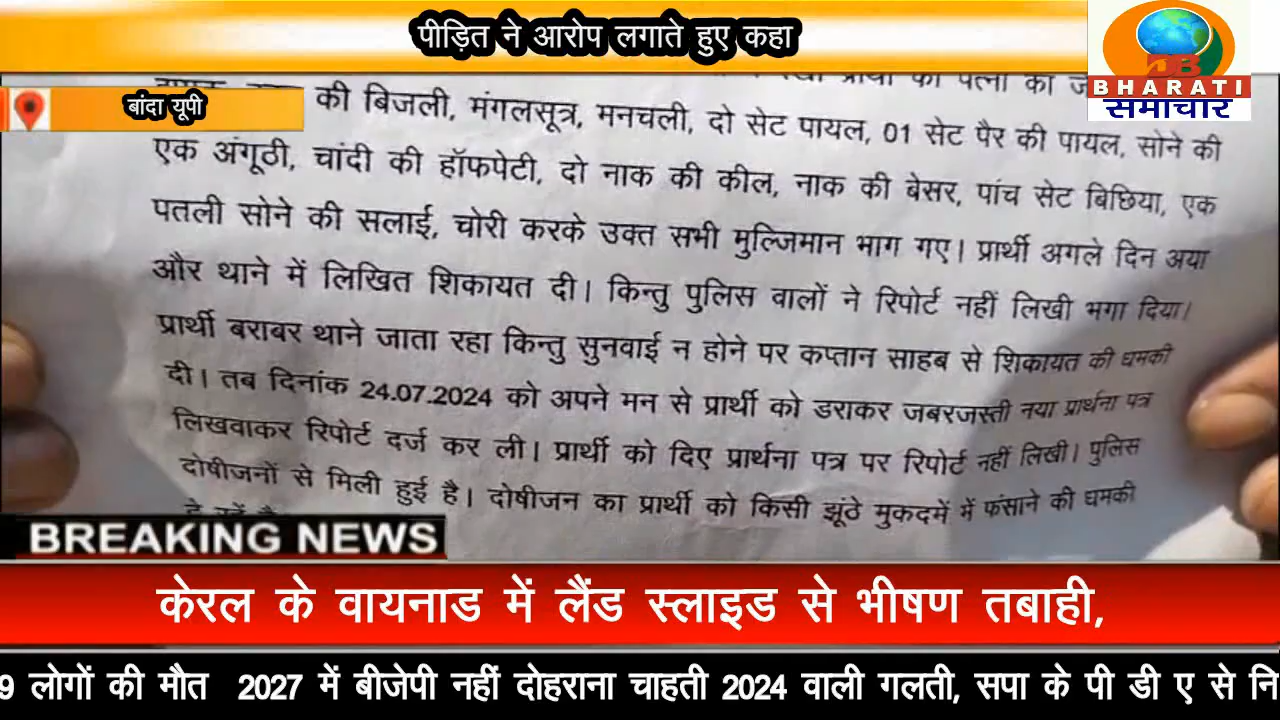 पीड़ित ने आरोप लगाते हुए कहा
BHARATI
समाचार
बांदा यूपी
प्रार्थी की पत्नी का
की बिजली, मंगलसूत्र, मनचली, दो सेट पायल, 01 सेट पैर की पायल, सोने की
एक अंगूठी, चांदी की हॉफपेटी, दो नाक की कील, नाक की बेसर, पांच सेट बिछिया, एक
पतली सोने की सलाई, चोरी करके उक्त सभी मुल्जिमान भाग गए। प्रार्थी अगले दिन अया
और थाने में लिखित शिकायत दी। किन्तु पुलिस वालों ने रिपोर्ट नहीं लिखी भगा दिया।
प्रार्थी बराबर थाने जाता रहा किन्तु सुनवाई न होने पर कप्तान साहब से शिकायत की धमकी
दी। तब दिनांक 24.07.2024 को अपने मन से प्रार्थी को डराकर जबरजस्ती नया प्रार्थना पत्र
लिखवाकर रिपोर्ट दर्ज कर ली। प्रार्थी को दिए प्रार्थना पत्र पर रिपोर्ट नहीं लिखी। पुलिस
दोषीजनों से मिली हुई है। दोषीजन का प्रार्थी को किसी झूंठे मुकदमें में फंसाने की धमकी
BREAKING NEWS
केरल के वायनाड में लैंड स्लाइड से भीषण तबाही,
9 लोगों की मौत 2027 में बीजेपी नहीं दोहराना चाहती 2024 वाली गलती, सपा के पी डी ए से नि